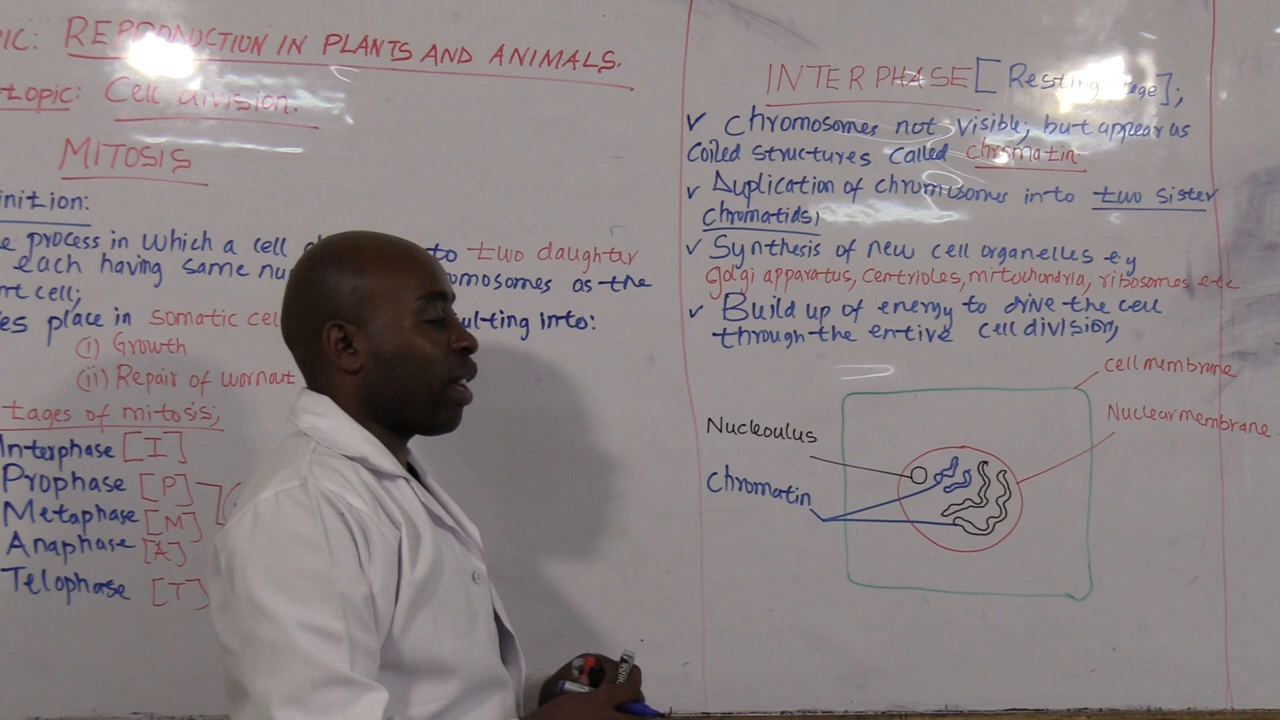 IC: REPRODUCTION IN PLANTS AND ANIMALS.
topic: Cell division.
MITOSIS
inition:
e process in which a cell to two daughter
each having same nu omosomes as the
nt cell;
es place in somatic cel ulting into:
(i) Growth
(ii) Repair of wornout
tages of mitosis;
Interphase [I]
Prophase [P]
Metaphase [M]
Anaphase [A]
Telophase [T]
INTERPHASE [Resting stage];
✓ Chromosomes not visible; but appear as
coiled structures called chromatin.
✓ Duplication of chromosomes into two sister
chromatids;
✓ Synthesis of new cell organelles eg
golgi apparatus, centrioles, mitochondria, ribosomes etc.
✓ Build up of energy to drive the cell
through the entire cell division;
cell membrane
Nuclear membrane.
Nucleoulus
Chromatin